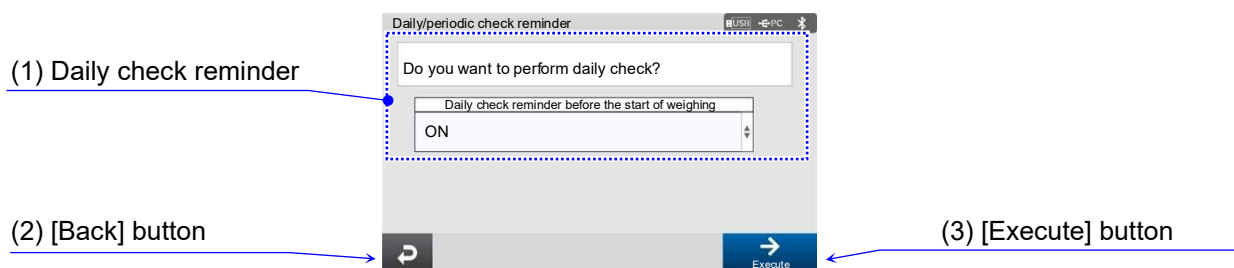 Daily/periodic check reminder
USB PC
(1) Daily check reminder
Do you want to perform daily check?
Daily check reminder before the start of weighing
ON
(2) [Back] button
(3) [Execute] button
Execute